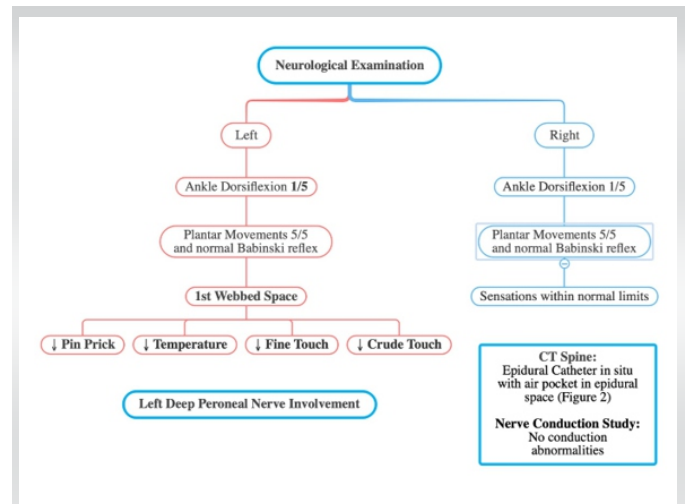 Neurological Examination
Left
Right
Ankle Dorsiflexion 1/5
Ankle Dorsiflexion 1/5
Plantar Movements 5/5
and normal Babinski reflex
Plantar Movements 5/5
and normal Babinski reflex
1st Webbed Space
Sensations within normal limits
↓ Pin Prick
↓ Temperature
↓ Fine Touch
↓ Crude Touch
Left Deep Peroneal Nerve Involvement
CT Spine:
Epidural Catheter in situ
with air pocket in epidural
space (Figure 2)
Nerve Conduction Study:
No conduction
abnormalities